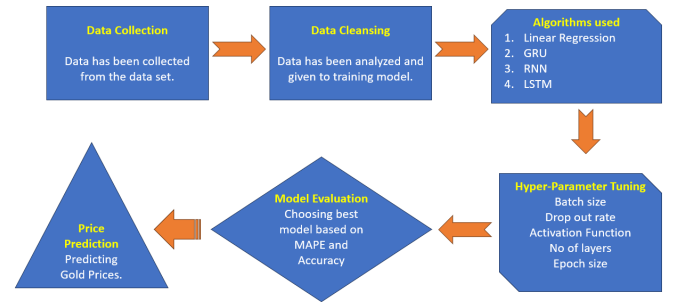 Data Collection
Data has been collected
from the data set.
Data Cleansing
Data has been analyzed and
given to training model.
Algorithms used
1. Linear Regression
2. GRU
3. RNN
4. LSTM
Hyper-Parameter Tuning
Batch size
Drop out rate
Activation Function
No of layers
Epoch size
Model Evaluation
Choosing best
model based on
MAPE and
Accuracy
Price
Prediction
Predicting
Gold Prices.